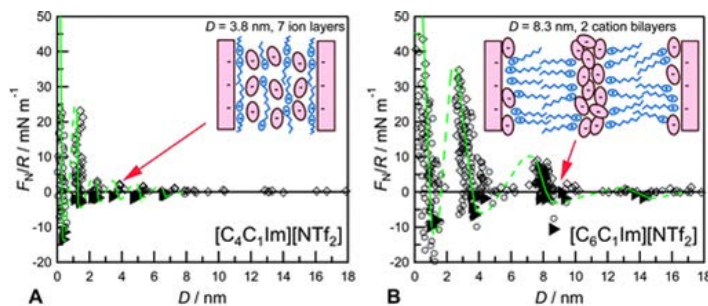 D = 3.8 nm, 7 ion layers
50
40
30
20
10
0
-10
-20
F_N/R / mN m⁻¹
[C₄C₁Im][NTf₂]
0 2 4 6 8 10 12 14 16 18
A
D / nm
D = 8.3 nm, 2 cation bilayers
50
40
30
20
10
0
-10
-20
F_N/R / mN m⁻¹
[C₆C₁Im][NTf₂]
0 2 4 6 8 10 12 14 16 18
B
D / nm